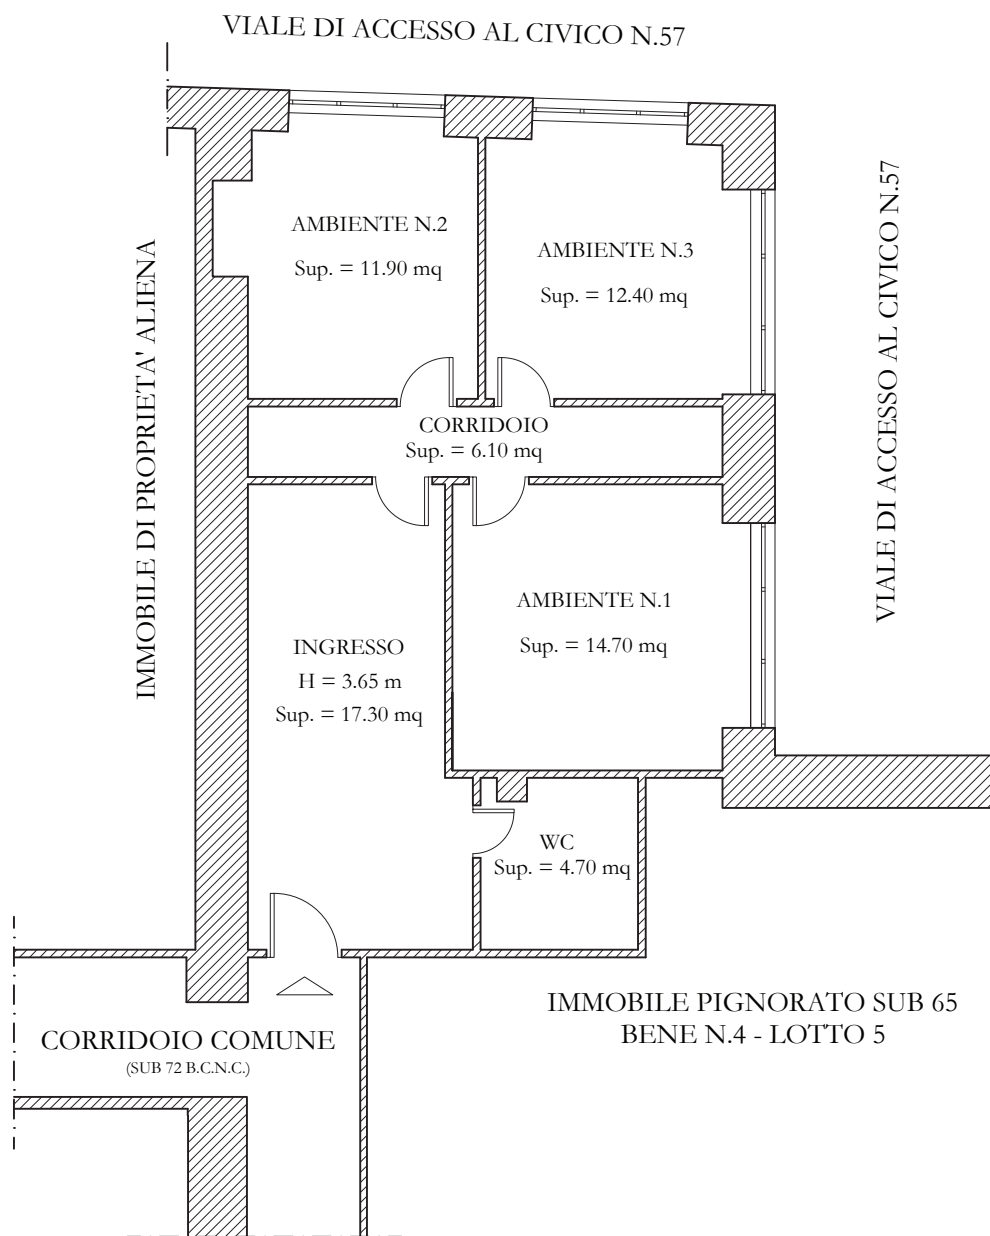 VIALE DI ACCESSO AL CIVICO N.57
AMBIENTE N.2
Sup. = 11.90 mq
AMBIENTE N.3
Sup. = 12.40 mq
VIALE DI ACCESSO AL CIVICO N.57
IMMOBILE DI PROPRIETA' ALIENA
CORRIDOIO
Sup. = 6.10 mq
AMBIENTE N.1
Sup. = 14.70 mq
INGRESSO
H = 3.65 m
Sup. = 17.30 mq
WC
Sup. = 4.70 mq
IMMOBILE PIGNORATO SUB 65
BENE N.4 - LOTTO 5
CORRIDOIO COMUNE
(SUB 72 B.C.N.C.)